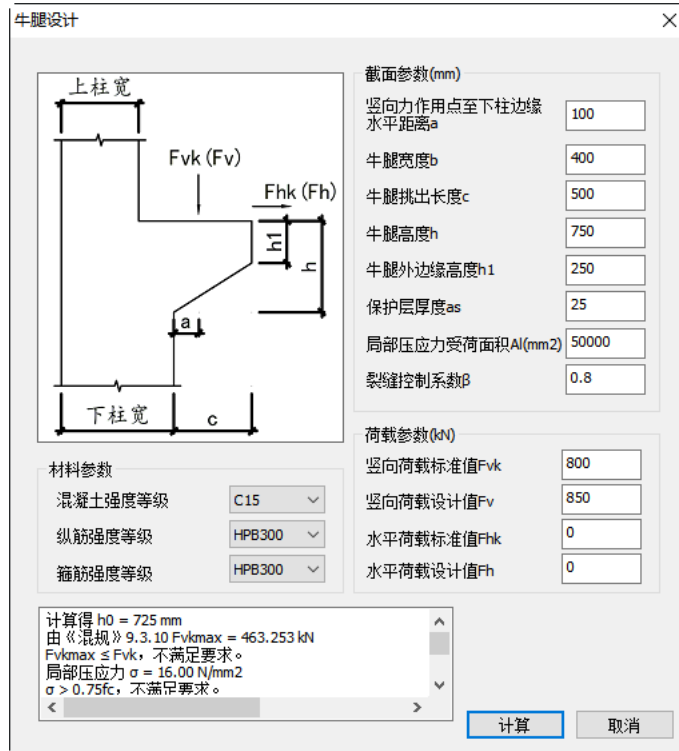 牛腿设计
上柱宽
Fvk (Fv)
Fhk (Fh)
h1
h
a
下柱宽
c
截面参数(mm)
竖向力作用点至下柱边缘
水平距离a
100
牛腿宽度b
400
牛腿挑出长度c
500
牛腿高度h
750
牛腿外边缘高度h1
250
保护层厚度as
25
局部压应力受荷面积Al(mm2)
50000
裂缝控制系数β
0.8
材料参数
混凝土强度等级
C15
纵筋强度等级
HPB300
箍筋强度等级
HPB300
荷载参数(kN)
竖向荷载标准值Fvk
800
竖向荷载设计值Fv
850
水平荷载标准值Fhk
0
水平荷载设计值Fh
0
计算得 h0 = 725 mm
由《混规》9.3.10 Fvkmax = 463.253 kN
Fvkmax ≤ Fvk，不满足要求。
局部压应力 σ = 16.00 N/mm2
σ > 0.75fc，不满足要求。
计算
取消